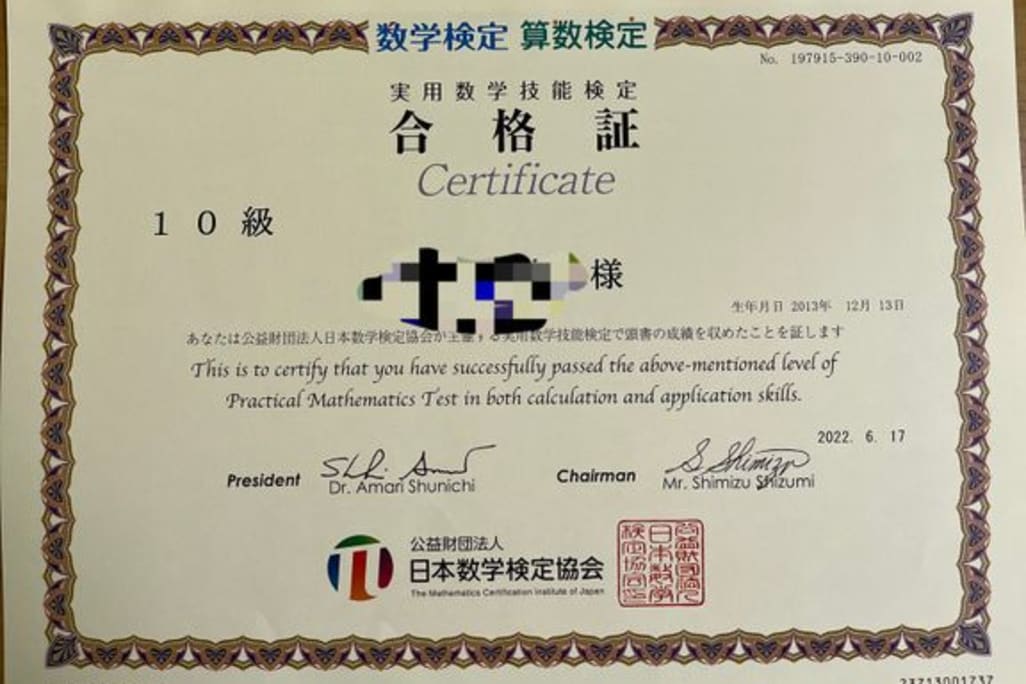 数学検定 算数検定
No. 197915-390-10-002
実用数学技能検定
合格証
Certificate
10級
様
生年月日 2013年 12月 13日
あなたは公益財団法人日本数学検定協会が主催する実用数学技能検定で頭書の成績を収めたことを証します
This is to certify that you have successfully passed the above-mentioned level of
Practical Mathematics Test in both calculation and application skills.
2022. 6. 17
President
Dr. Amari Shunichi
Chairman
S Shimizu
Mr. Shimizu Shizumi
公益財団法人
日本数学検定協会
The Mathematics Certification Institute of Japan